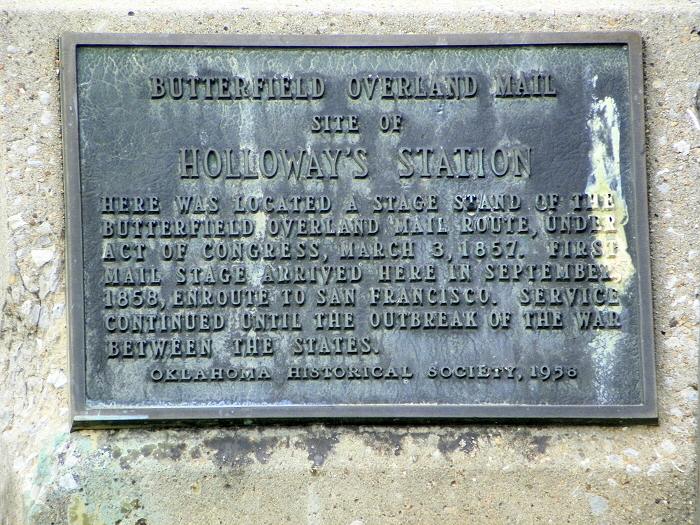 BUTTERFIELD OVERLAND MAIL
SITE OF
HOLLOWAY'S STATION
HERE WAS LOCATED A STAGE STAND OF THE
BUTTERFIELD OVERLAND MAIL ROUTE, UNDER
ACT OF CONGRESS, MARCH 3, 1857. FIRST
MAIL STAGE ARRIVED HERE IN SEPTEMBER,
1858, ENROUTE TO SAN FRANCISCO. SERVICE
CONTINUED UNTIL THE OUTBREAK OF THE WAR
BETWEEN THE STATES.
OKLAHOMA HISTORICAL SOCIETY, 1958